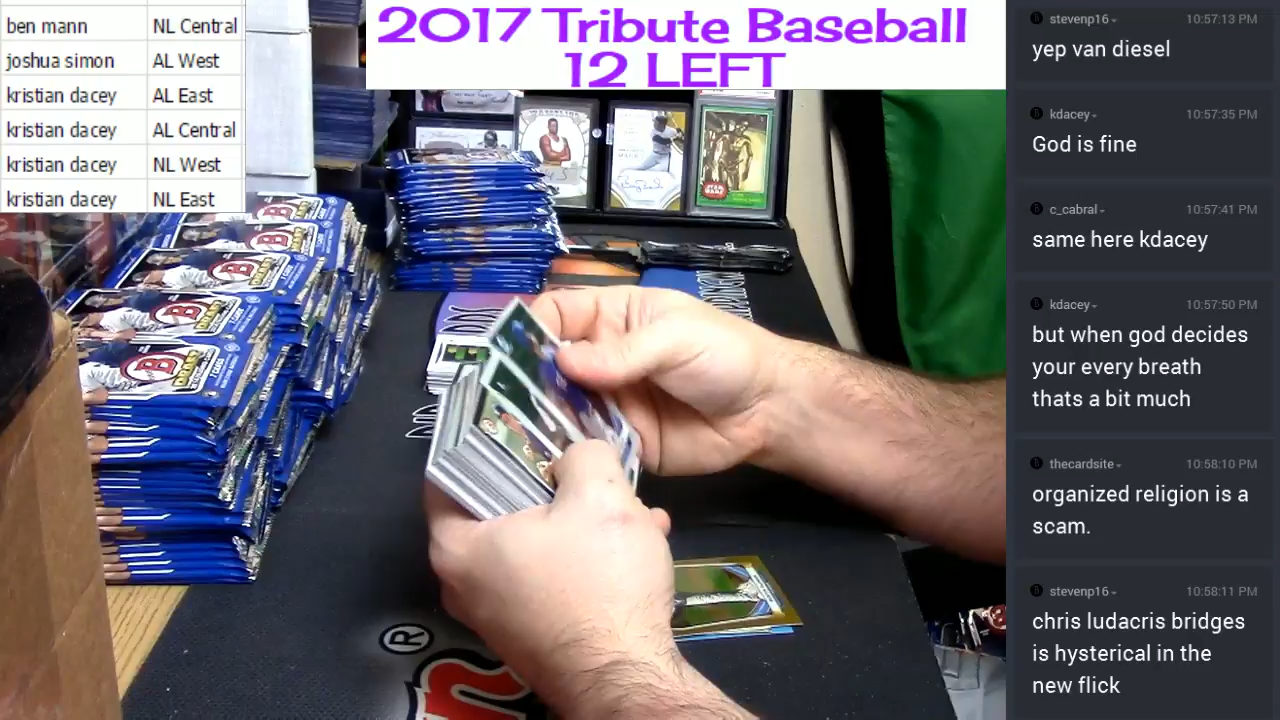 ben mann NL Central
joshua simon AL West
kristian dacey AL East
kristian dacey AL Central
kristian dacey NL West
kristian dacey NL East
2017 Tribute Baseball
12 LEFT
stevenp16 10:57:13 PM
yep van diesel
kdacey 10:57:35 PM
God is fine
c_cabral 10:57:41 PM
same here kdacey
kdacey 10:57:50 PM
but when god decides
your every breath
thats a bit much
thecardsite 10:58:10 PM
organized religion is a
scam.
stevenp16 10:58:11 PM
chris ludacris bridges
is hysterical in the
new flick
STAR
WARS
B
DRAFT
B
DRAFT
®